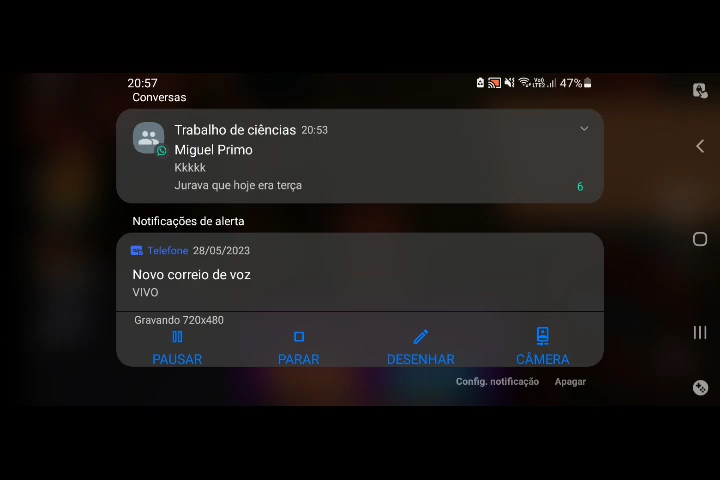 20:57
47%
Conversas
Trabalho de ciências 20:53
Miguel Primo
Kkkkk
Jurava que hoje era terça
6
Notificações de alerta
Telefone 28/05/2023
Novo correio de voz
VIVO
Gravando 720x480
PAUSAR PARAR DESENHAR CÂMERA
Config. notificação Apagar